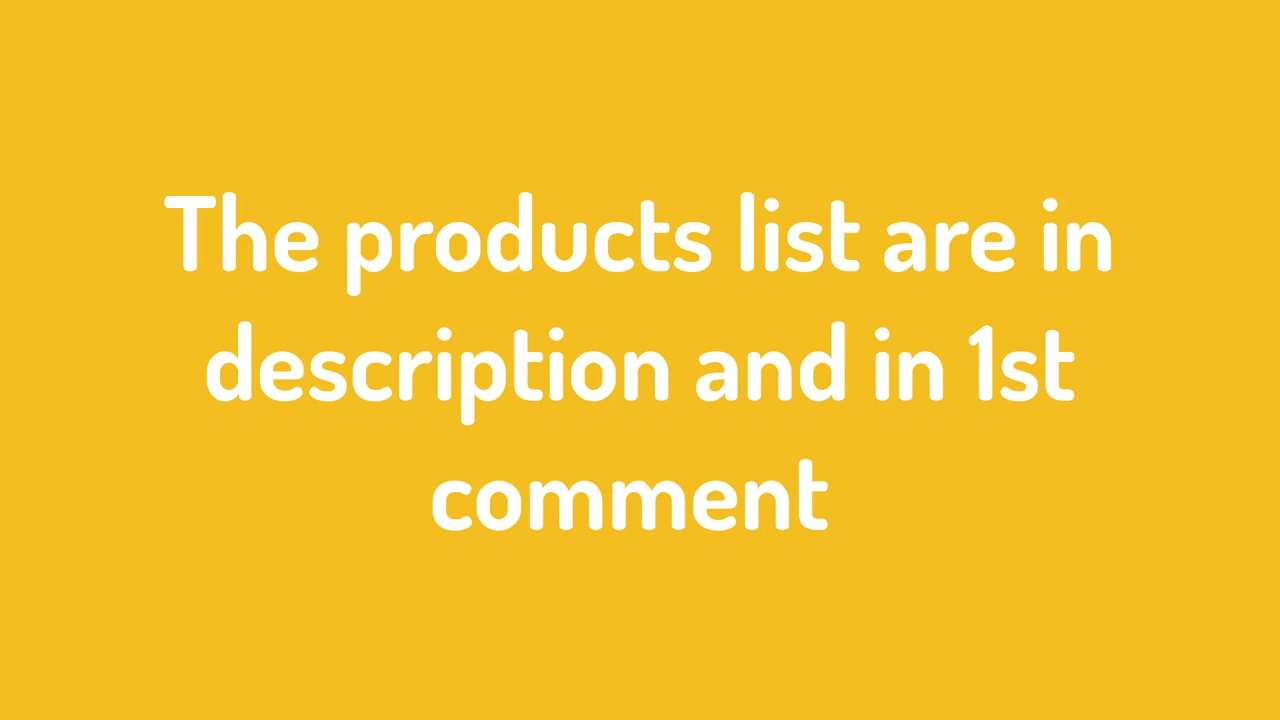 The products list are in
description and in 1st
comment